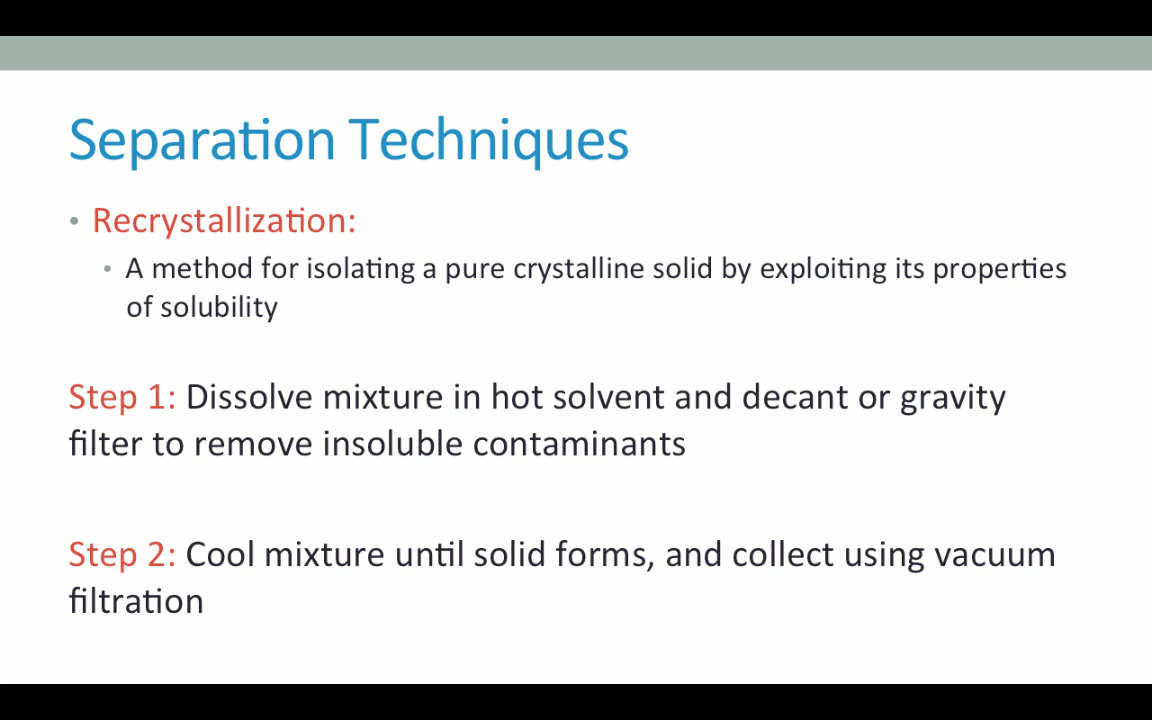 Separation Techniques
• Recrystallization:
• A method for isolating a pure crystalline solid by exploiting its properties
of solubility
Step 1: Dissolve mixture in hot solvent and decant or gravity
filter to remove insoluble contaminants
Step 2: Cool mixture until solid forms, and collect using vacuum
filtration